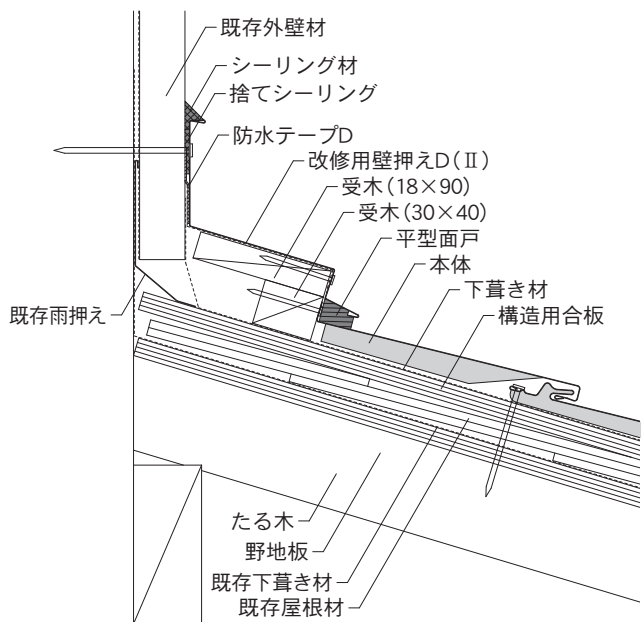 既存外壁材
シーリング材
捨てシーリング
防水テープD
改修用壁押えD(Ⅱ)
受木(18×90)
受木(30×40)
平型面戸
本体
下葺き材
構造用合板
既存雨押え
たる木
野地板
既存下葺き材
既存屋根材